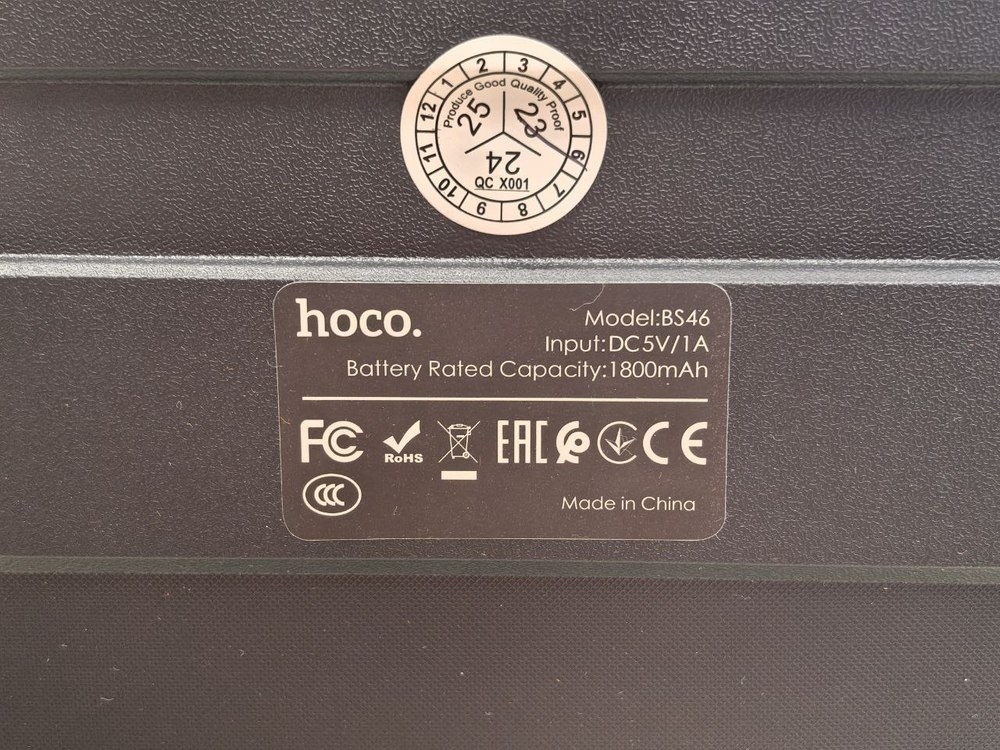 1 2 3 4 5 6 7 8 9 10 11 12
Produce Good Quality Proof
25 23
24
QC X001
hoco.
Model:BS46
Input:DC5V/1A
Battery Rated Capacity:1800mAh
FC RoHS EAC CE
CCC
Made in China